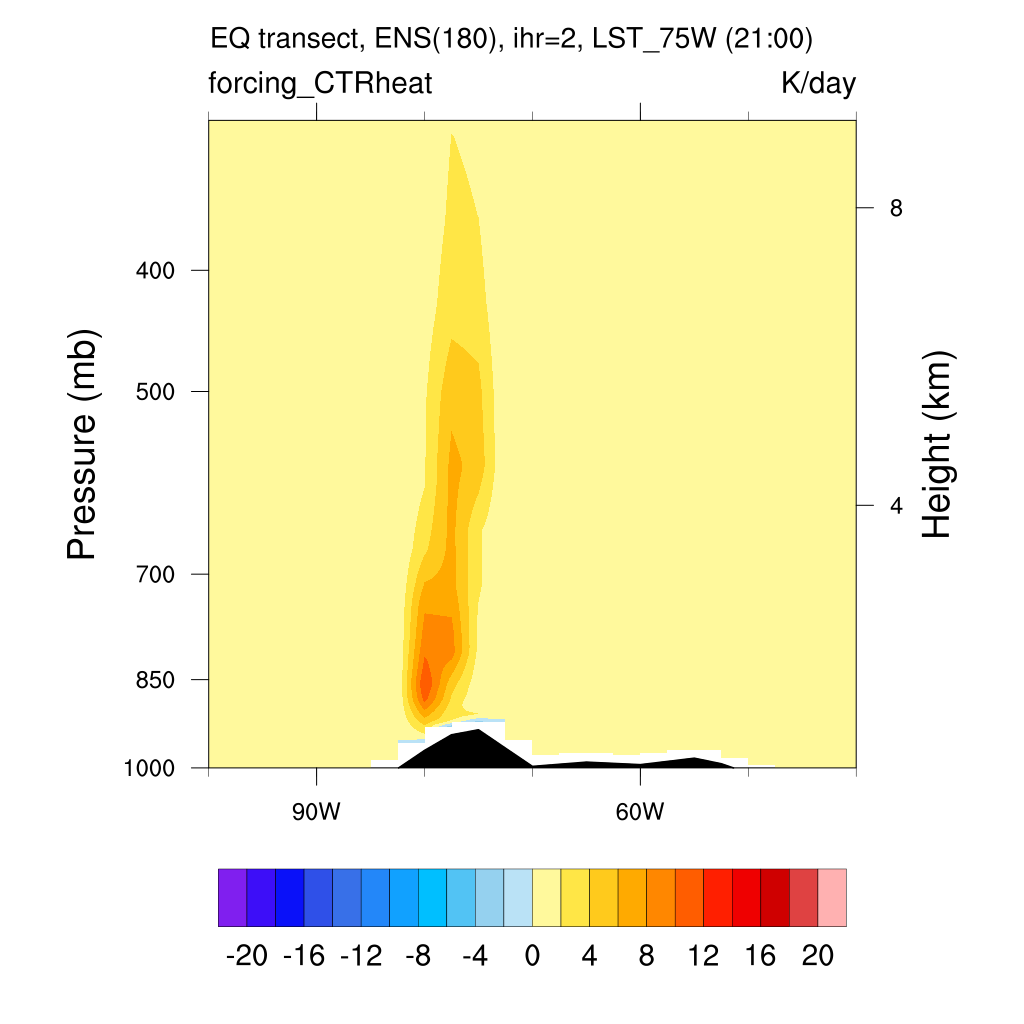 EQ transect, ENS(180), ihr=2, LST_75W (21:00)
forcing_CTRheat K/day
8
400
500
4
700
850
1000
Pressure (mb)
Height (km)
90W 60W
-20 -16 -12 -8 -4 0 4 8 12 16 20